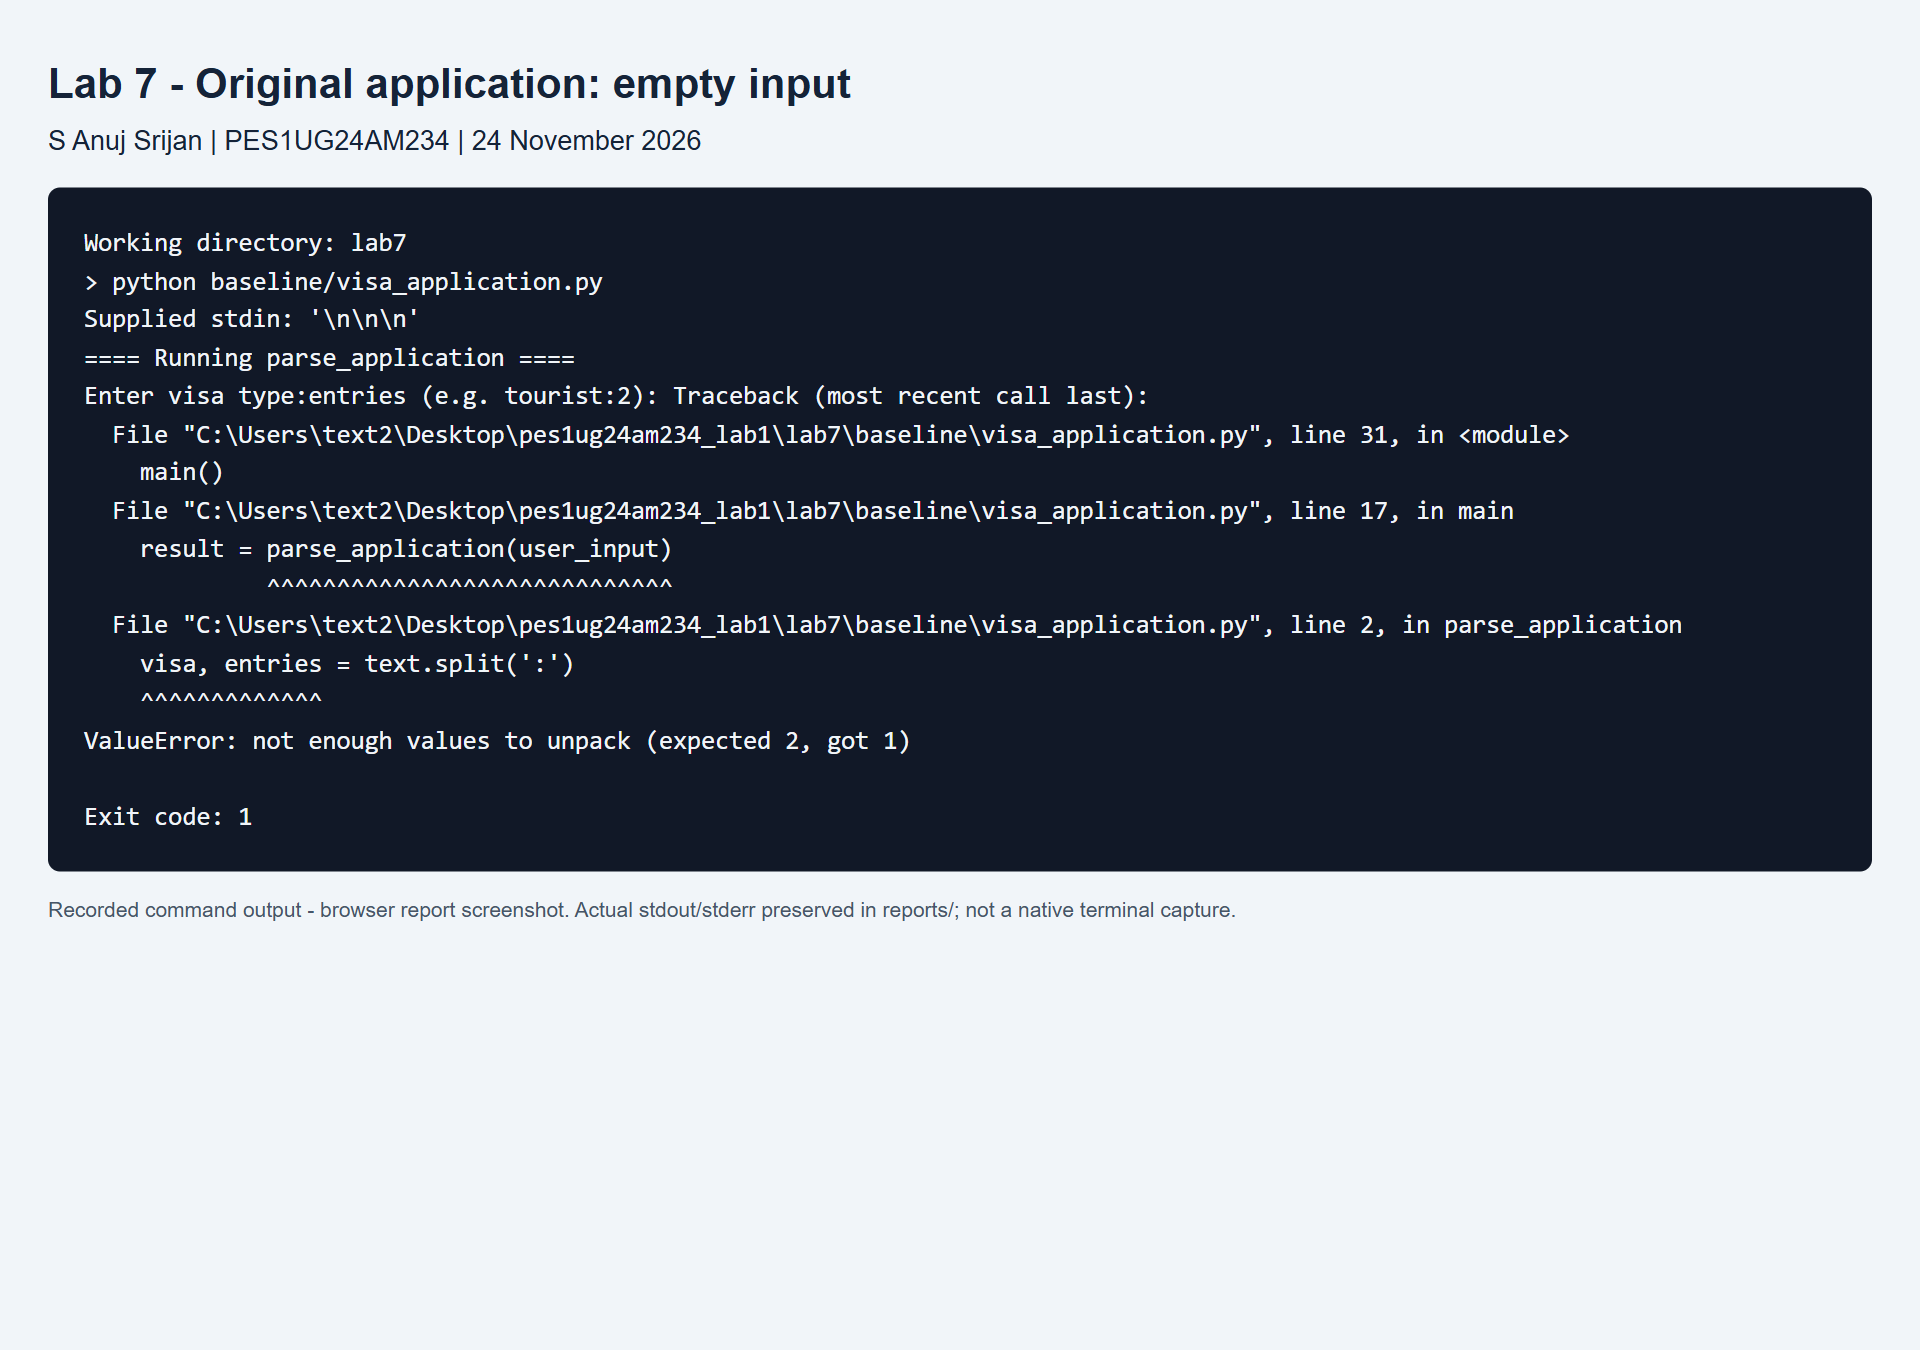 Lab 7 - Original application: empty input
S Anuj Srijan | PES1UG24AM234 | 24 November 2026
Working directory: lab7
> python baseline/visa_application.py
Supplied stdin: '\n\n\n'
==== Running parse_application ====
Enter visa type:entries (e.g. tourist:2): Traceback (most recent call last):
  File "C:\Users\text2\Desktop\pes1ug24am234_lab1\lab7\baseline\visa_application.py", line 31, in <module>
    main()
  File "C:\Users\text2\Desktop\pes1ug24am234_lab1\lab7\baseline\visa_application.py", line 17, in main
    result = parse_application(user_input)
             ^^^^^^^^^^^^^^^^^^^^^^^^^^^^^
  File "C:\Users\text2\Desktop\pes1ug24am234_lab1\lab7\baseline\visa_application.py", line 2, in parse_application
    visa, entries = text.split(':')
    ^^^^^^^^^^^^^
ValueError: not enough values to unpack (expected 2, got 1)
Exit code: 1
Recorded command output - browser report screenshot. Actual stdout/stderr preserved in reports/; not a native terminal capture.